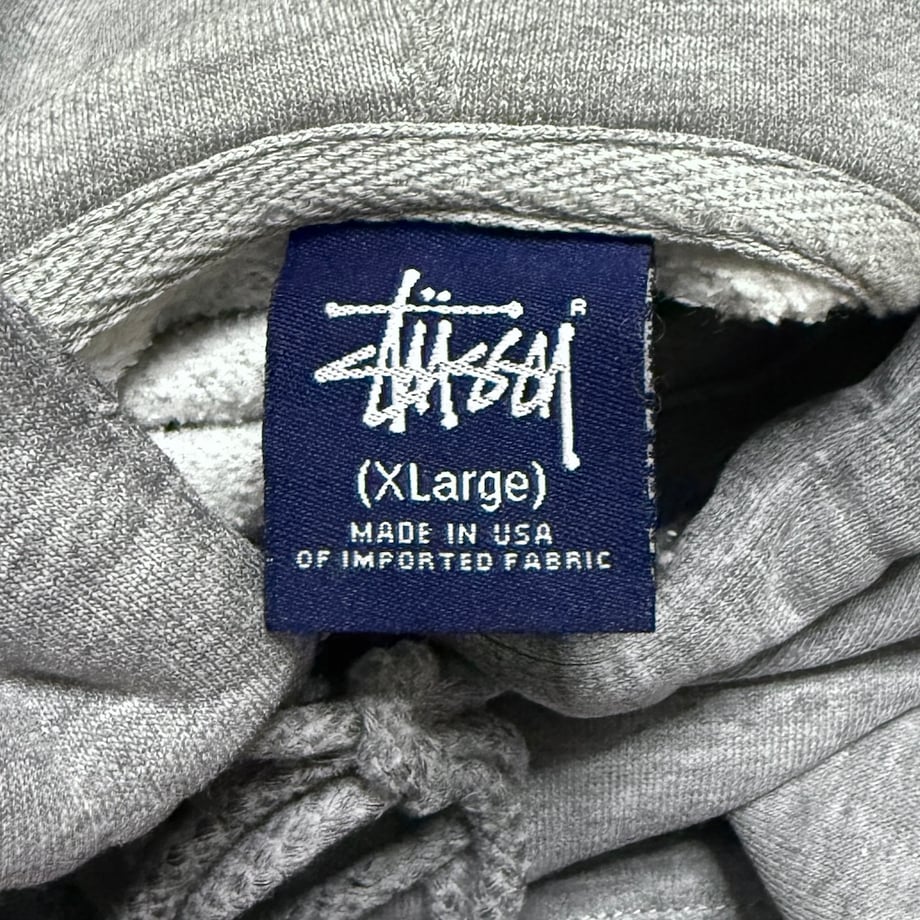 Stüssy ®
(XLarge)
MADE IN USA
OF IMPORTED FABRIC